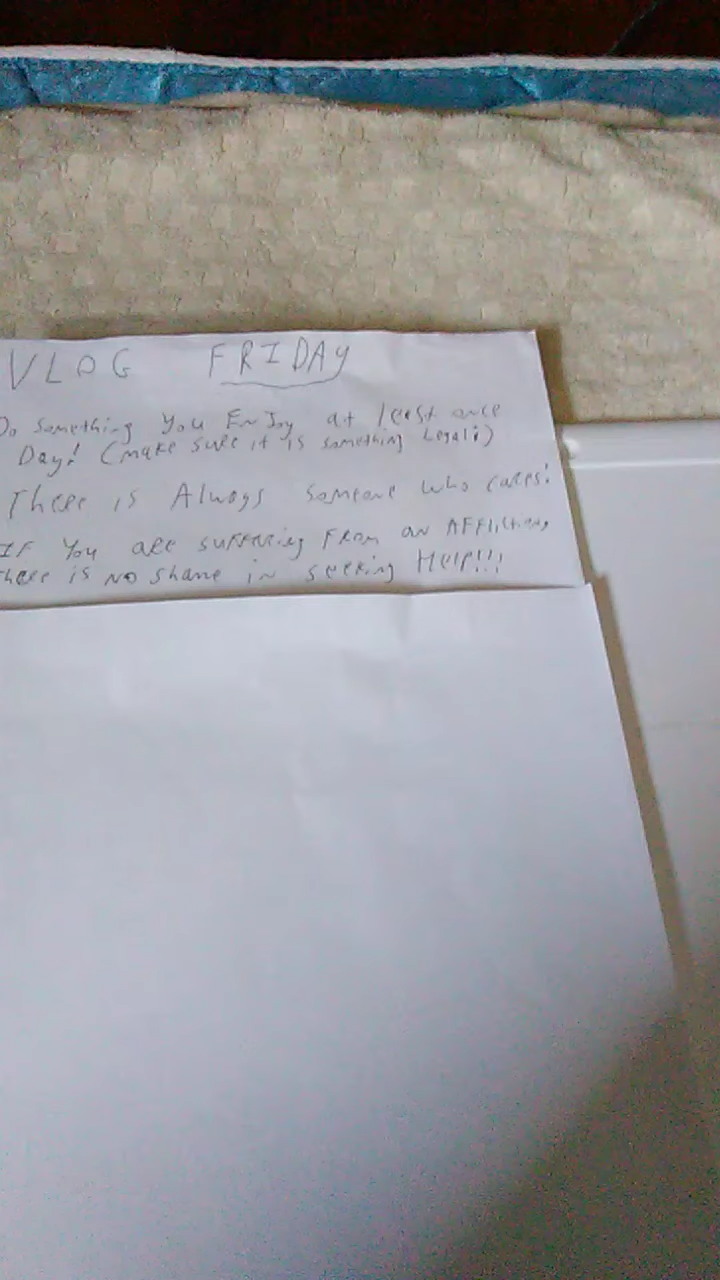 VLOG FRIDAY
Do something you EnJoy at least once
Day! (make sure it is something Legal:)
There is Always someone who cares!
IF You are suffering From an AFFliction,
there is no shame in seeking HelP!!!